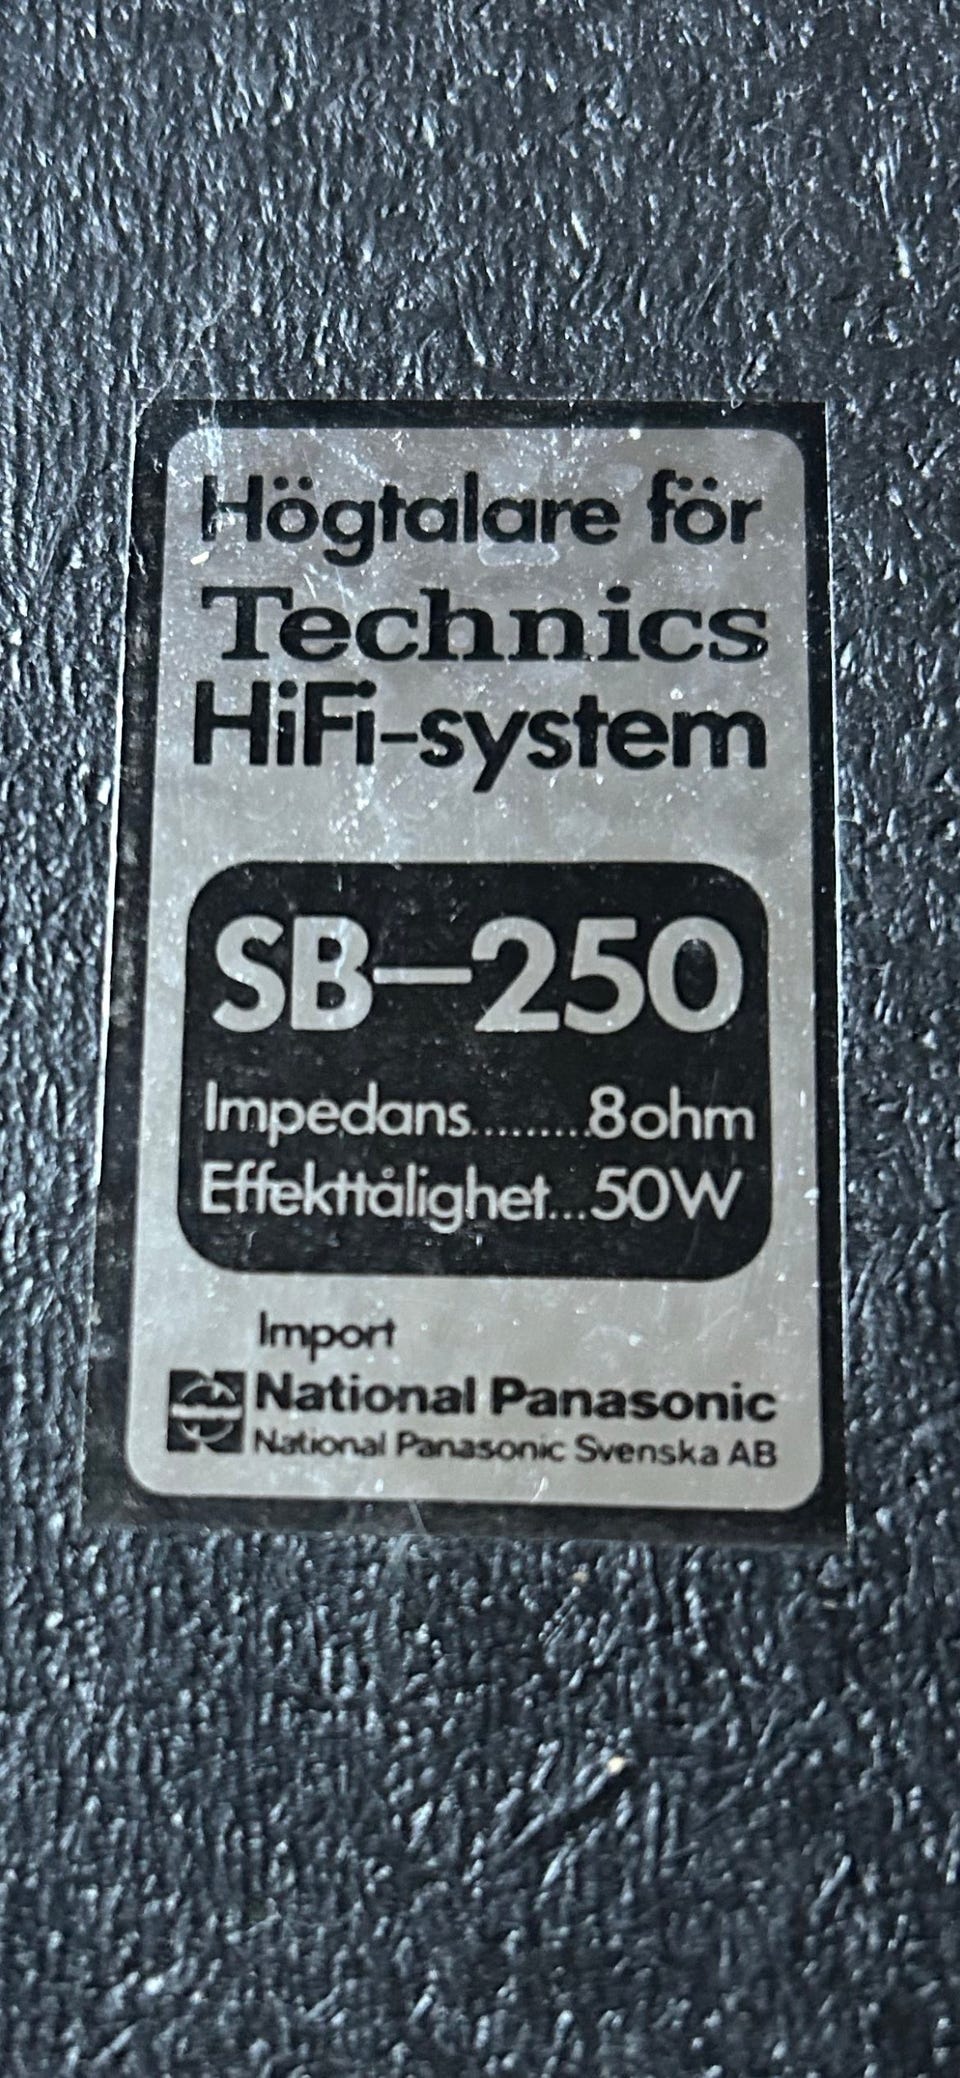 Högtalare för
Technics
HiFi-system
SB-250
Impedans.........8ohm
Effekttålighet...50W
Import
National Panasonic
National Panasonic Svenska AB